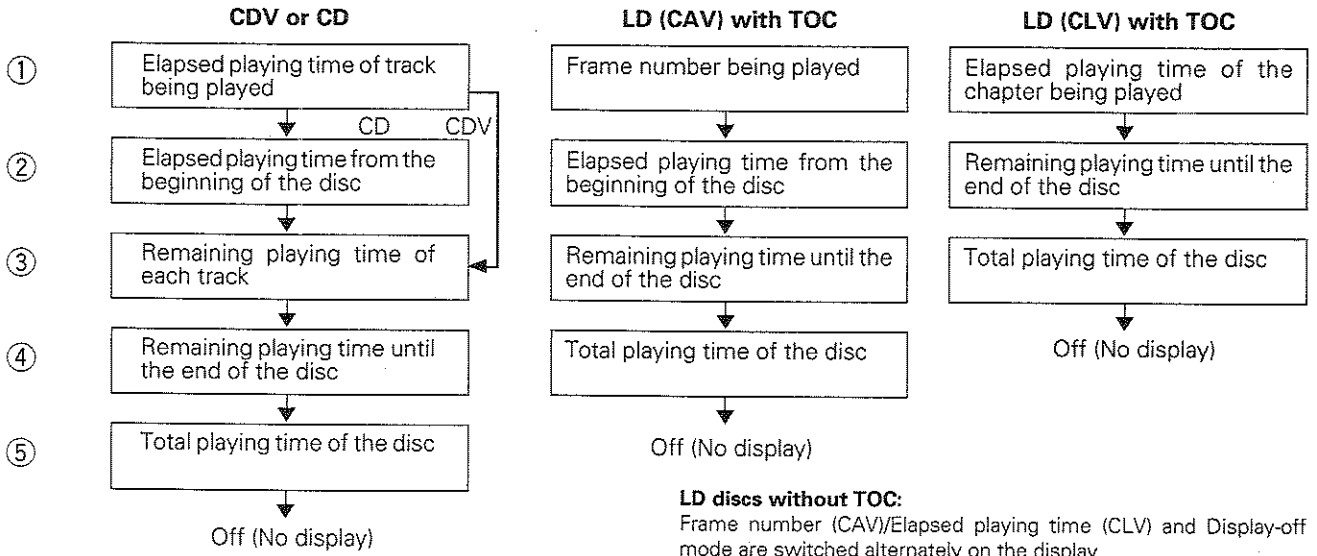 CDV or CD
①
Elapsed playing time of track
being played
CD CDV
②
Elapsed playing time from the
beginning of the disc
③
Remaining playing time of
each track
④
Remaining playing time until
the end of the disc
⑤
Total playing time of the disc
Off (No display)
LD (CAV) with TOC
Frame number being played
Elapsed playing time from the
beginning of the disc
Remaining playing time until the
end of the disc
Total playing time of the disc
Off (No display)
LD (CLV) with TOC
Elapsed playing time of the
chapter being played
Remaining playing time until the
end of the disc
Total playing time of the disc
Off (No display)
LD discs without TOC:
Frame number (CAV)/Elapsed playing time (CLV) and Display-off
mode are switched alternately on the display